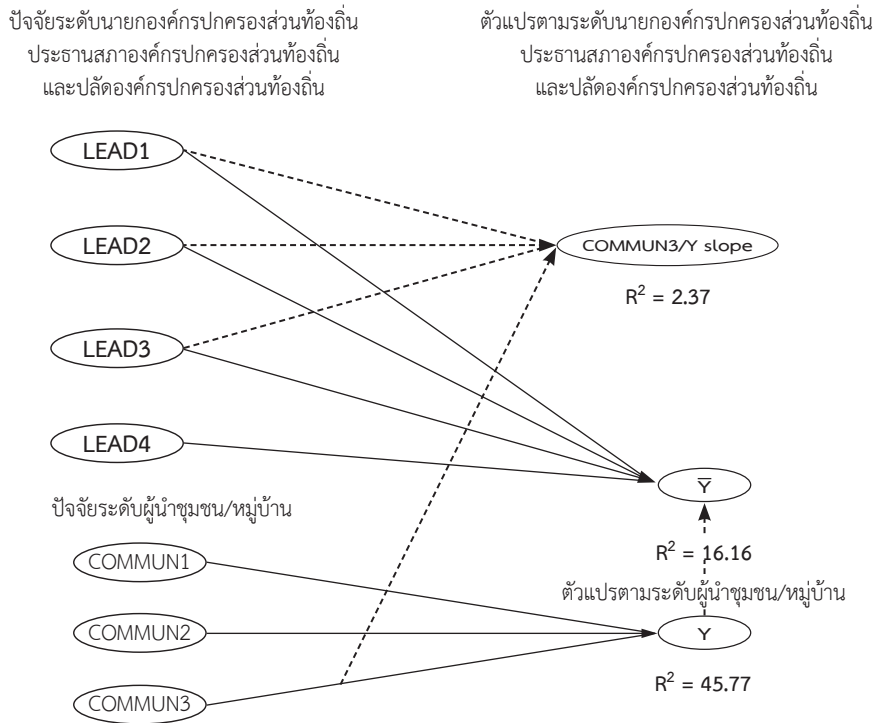 ปัจจัยระดับนายกองค์กรปกครองส่วนท้องถิ่น
ประธานสภาองค์กรปกครองส่วนท้องถิ่น
และปลัดองค์กรปกครองส่วนท้องถิ่น
ตัวแปรตามระดับนายกองค์กรปกครองส่วนท้องถิ่น
ประธานสภาองค์กรปกครองส่วนท้องถิ่น
และปลัดองค์กรปกครองส่วนท้องถิ่น
LEAD1
LEAD2
COMMUN3/Y slope
R² = 2.37
LEAD3
LEAD4
Y̅
ปัจจัยระดับผู้นำชุมชน/หมู่บ้าน
R² = 16.16
COMMUN1
ตัวแปรตามระดับผู้นำชุมชน/หมู่บ้าน
COMMUN2
Y
R² = 45.77
COMMUN3